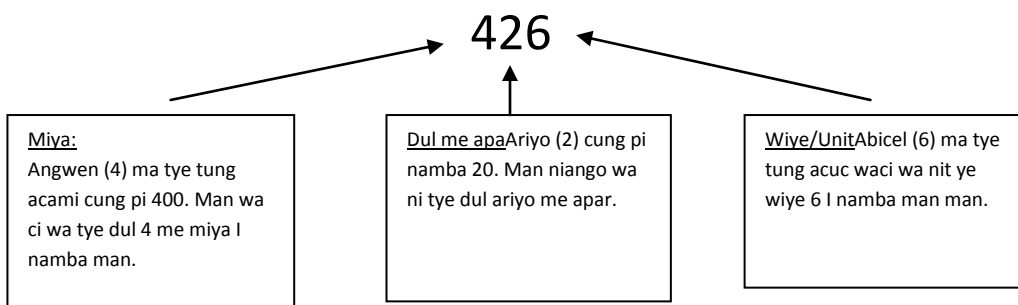 426
Miya:
Angwen (4) ma tye tung
acami cung pi 400. Man wa
ci wa tye dul 4 me miya I
namba man.
Dul me apaAriyo (2) cung pi
namba 20. Man niango wa
ni tye dul ariyo me apar.
Wiye/UnitAbicel (6) ma tye
tung acuc waci wa nit ye
wiye 6 I namba man man.